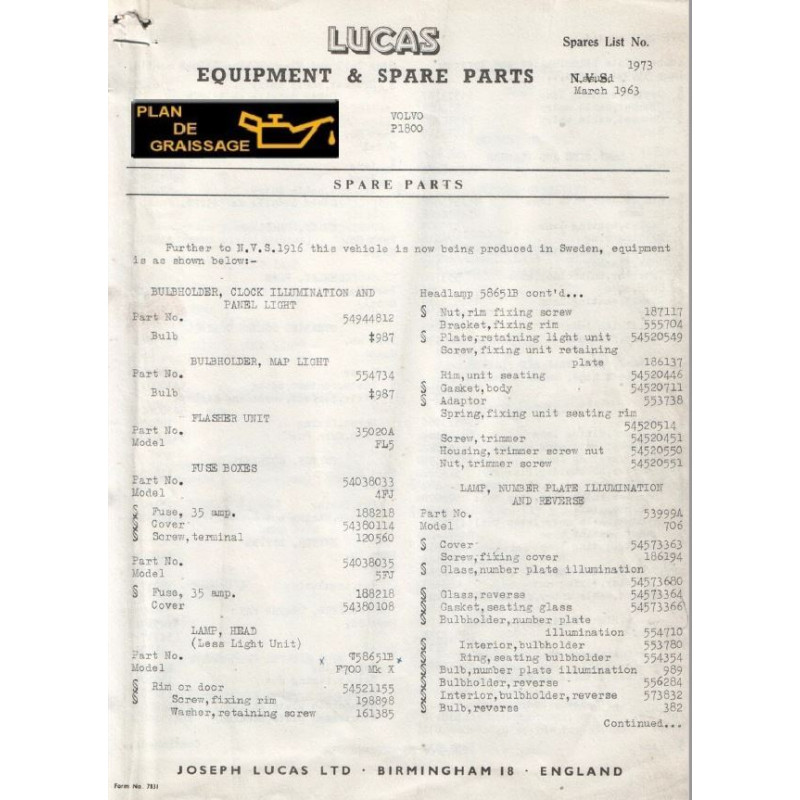 LUCAS
EQUIPMENT & SPARE PARTS
Spares List No.
1973
N.V.S.
March 1963
PLAN
DE
GRAISSAGE
VOLVO
P1800
SPARE PARTS
Further to N.V.S.1916 this vehicle is now being produced in Sweden, equipment
is as shown below:-
BULBHOLDER, CLOCK ILLUMINATION AND
PANEL LIGHT
Part No. 54944812
Bulb ‡987
BULBHOLDER, MAP LIGHT
Part No. 554734
Bulb ‡987
FLASHER UNIT
Part No. 35020A
Model FL5
FUSE BOXES
Part No. 54038033
Model 4FJ
§ Fuse, 35 amp. 188218
§ Cover 54380114
§ Screw,terminal 120560
Part No. 54038035
Model 5FJ
§ Fuse, 35 amp. 188218
Cover 54380108
LAMP, HEAD
(Less Light Unit)
Part No. x 58651B x
Model F700 Mk X
§ Rim or door 54521155
§ Screw,fixing rim 198898
Washer,retaining screw 161385
Headlamp 58651B cont'd...
§ Nut,rim fixing screw 187117
Bracket,fixing rim 555704
§ Plate,retaining light unit 54520549
Screw,fixing unit retaining
plate 186137
Rim,unit seating 54520446
§ Gasket,body 54520711
§ Adaptor 553738
Spring,fixing unit seating rim
54520514
Screw,trimmer 54520451
Housing,trimmer screw nut 54520550
Nut,trimmer screw 54520551
LAMP, NUMBER PLATE ILLUMINATION
AND REVERSE
Part No. 53999A
Model 706
§ Cover 54573363
Screw,fixing cover 186194
§ Glass,number plate illumination
54573680
§ Glass,reverse 54573364
§ Gasket,seating glass 54573366
§ Bulbholder,number plate
illumination 554710
§ Interior,bulbholder 553780
§ Ring,seating bulbholder 554354
§ Bulb,number plate illumination 989
§ Bulbholder,reverse 556284
§ Interior,bulbholder,reverse 573832
§ Bulb,reverse 382
Continued...
JOSEPH LUCAS LTD · BIRMINGHAM 18 · ENGLAND
Form No. 7831